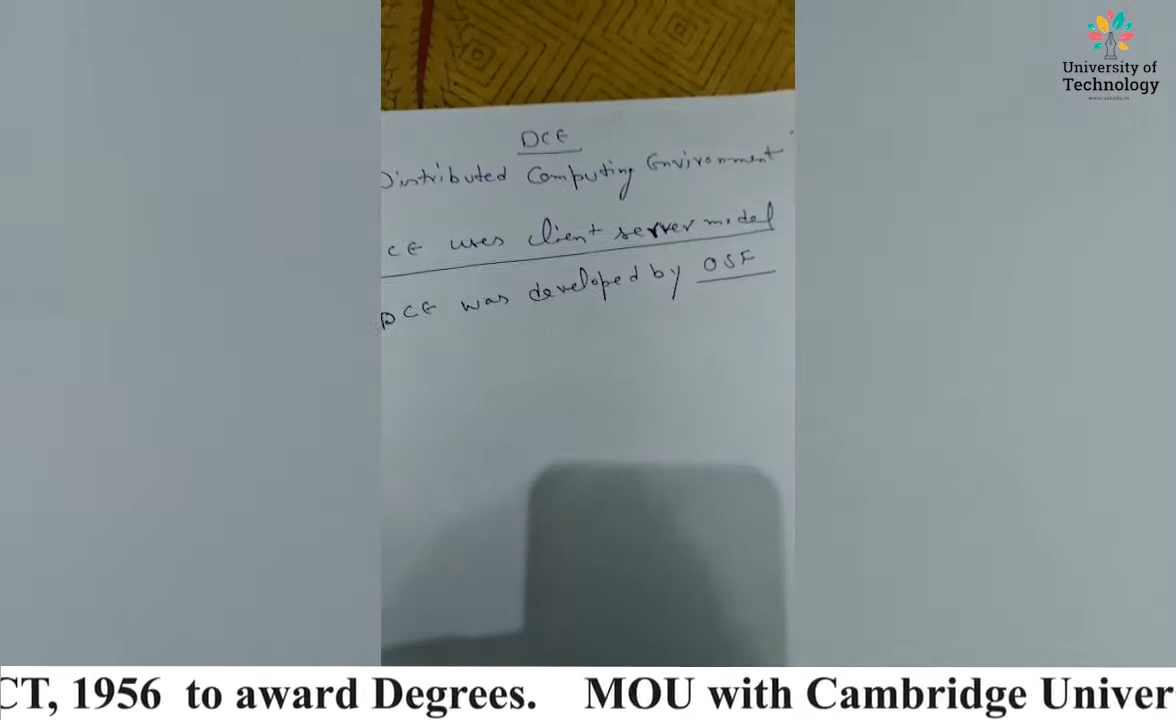 University of
Technology
DCE
Distributed Computing Environment
CE uses client server model
DCE was developed by OSF
CT, 1956 to award Degrees. MOU with Cambridge Univer